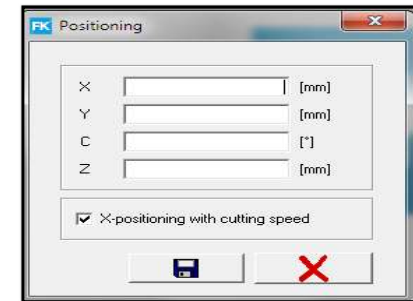 FK Positioning
X [mm]
Y [mm]
C [°]
Z [mm]
X-positioning with cutting speed